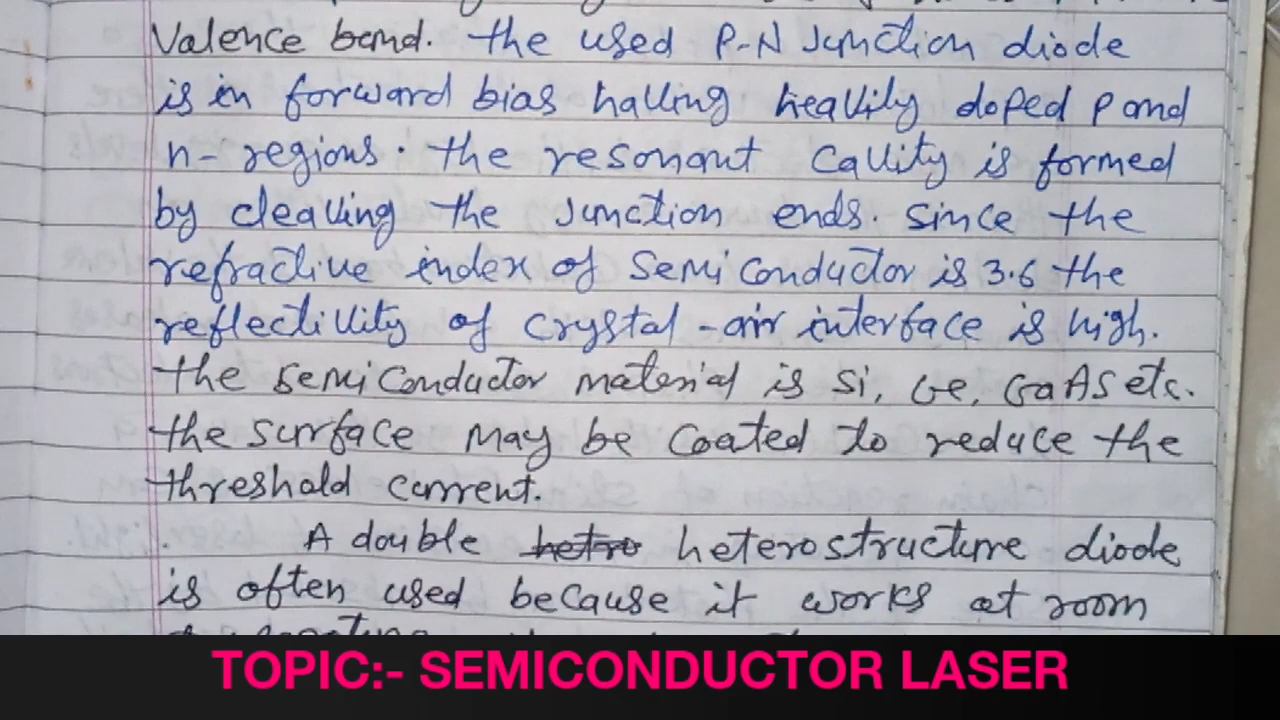 Valence band. the used P-N Junction diode
is in forward bias having heavily doped P and
n- regions. the resonant cavity is formed
by cleaving the Junction ends. since the
refractive index of semiconductor is 3.6 the
reflectivity of crystal-air interface is high.
the semiconductor material is Si, Ge, GaAs etc.
the surface may be coated to reduce the
threshold current.
A double hetro heterostructure diode
is often used because it works at room
TOPIC:- SEMICONDUCTOR LASER